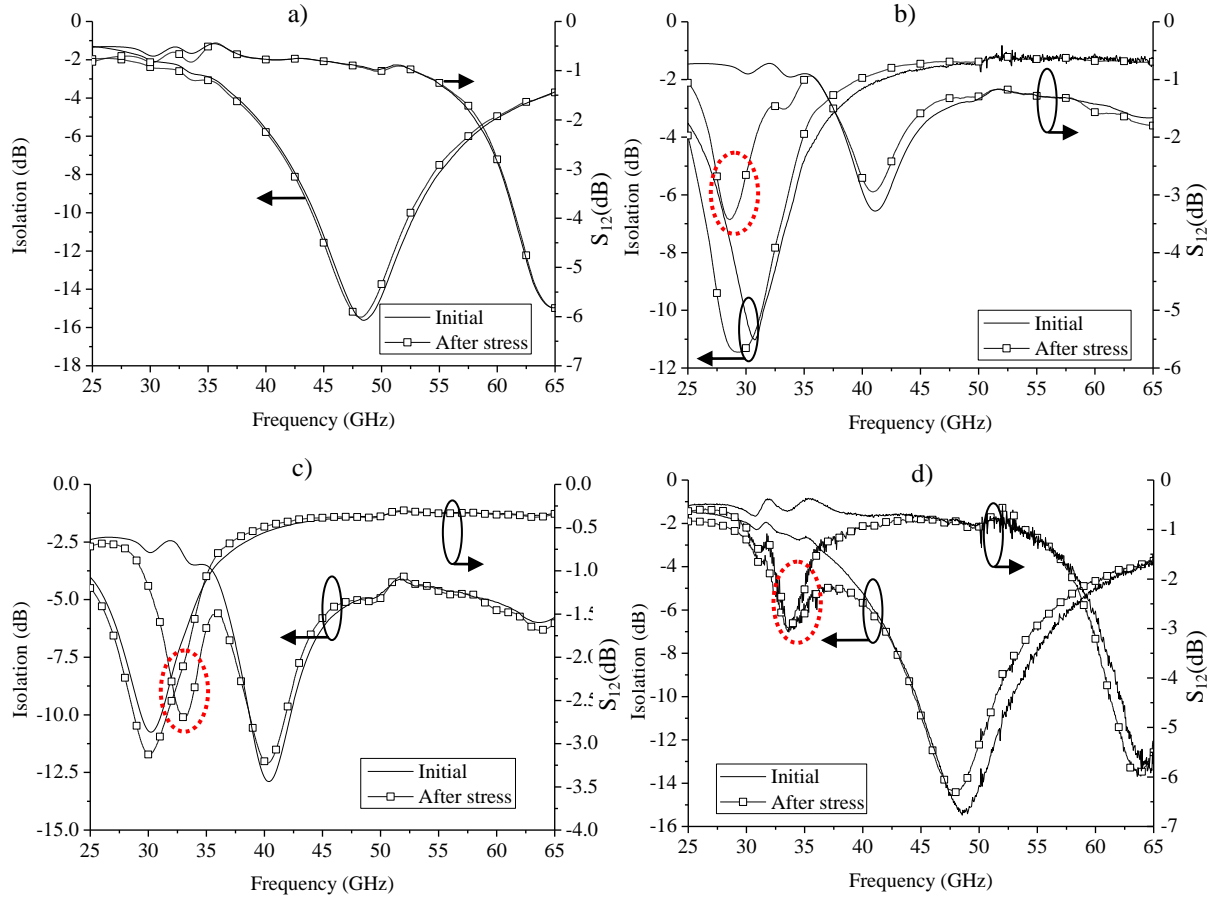 a)
0
-2
-4
-6
-8
-10
-12
-14
-16
-18
Isolation (dB)
25 30 35 40 45 50 55 60 65
Frequency (GHz)
0
-1
-2
-3
-4
-5
-6
-7
S12(dB)
Initial
After stress
b)
0
-2
-4
-6
-8
-10
-12
Isolation (dB)
25 30 35 40 45 50 55 60 65
Frequency (GHz)
0
-1
-2
-3
-4
-5
-6
S12(dB)
Initial
After stress
c)
0.0
-2.5
-5.0
-7.5
-10.0
-12.5
-15.0
Isolation (dB)
25 30 35 40 45 50 55 60 65
Frequency (GHz)
0.0
-0.5
-1.0
-1.5
-2.0
-2.5
-3.0
-3.5
-4.0
S12(dB)
Initial
After stress
d)
0
-2
-4
-6
-8
-10
-12
-14
-16
Isolation (dB)
25 30 35 40 45 50 55 60 65
Frequency (GHz)
0
-1
-2
-3
-4
-5
-6
-7
S12(dB)
Initial
After stress